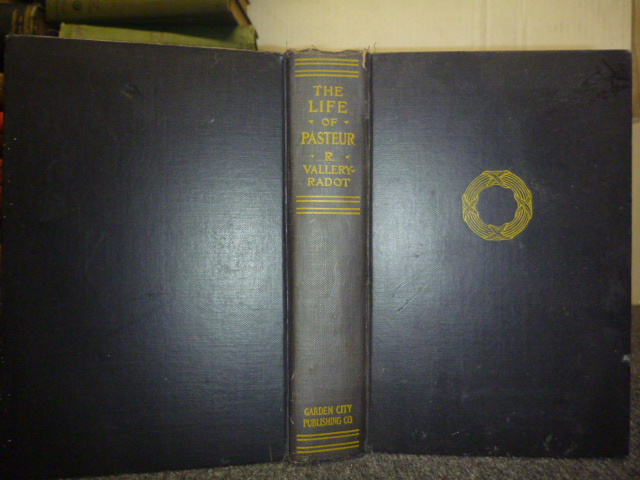 THE
LIFE
OF
PASTEUR
R.
VALLERY-
RADOT
GARDEN CITY
PUBLISHING CO.